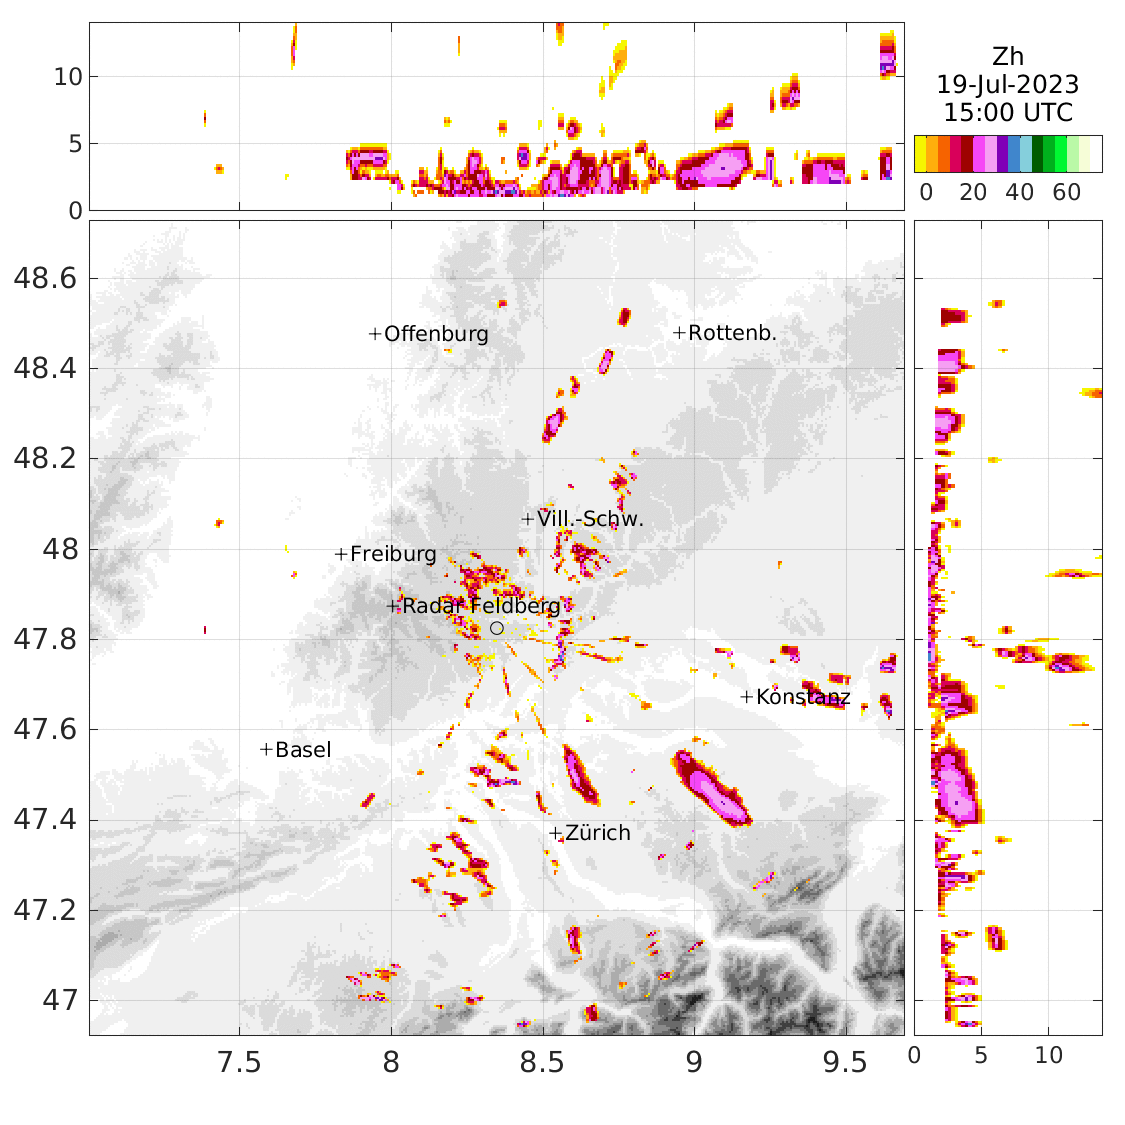 10
5
0
Zh
19-Jul-2023
15:00 UTC
0 20 40 60
48.6
48.4
48.2
48
47.8
47.6
47.4
47.2
47
+Offenburg
+Rottenb.
+Vill.-Schw.
+Freiburg
+Radar Feldberg
+Konstanz
+Basel
+Zürich
7.5 8 8.5 9 9.5
0 5 10